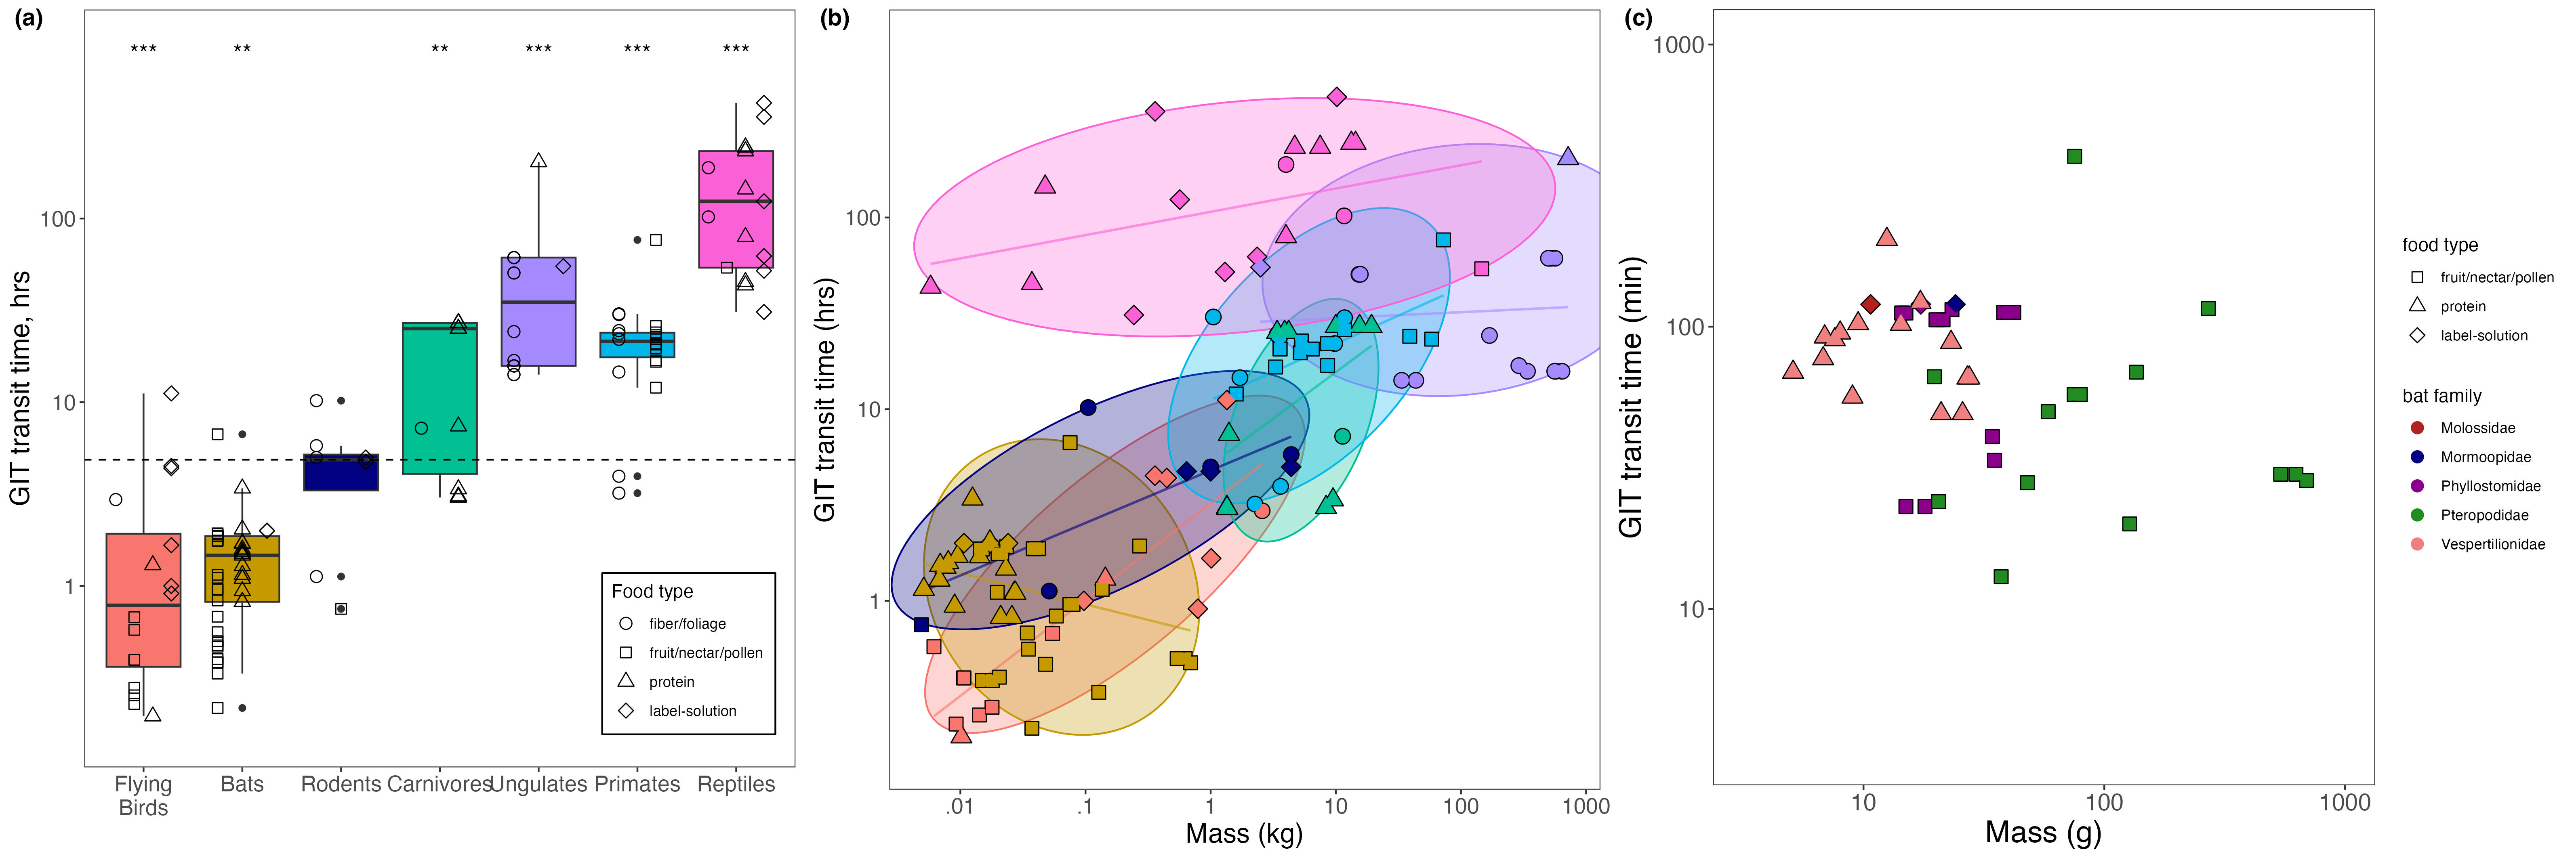 (a)
***
**
**
***
***
***
GIT transit time, hrs
100
10
1
Flying
Birds
Bats
Rodents
Carnivores
Ungulates
Primates
Reptiles
Food type
fiber/foliage
fruit/nectar/pollen
protein
label-solution
(b)
GIT transit time (hrs)
100
10
1
.01
.1
1
10
100
1000
Mass (kg)
(c)
GIT transit time (min)
1000
100
10
10
100
1000
Mass (g)
food type
fruit/nectar/pollen
protein
label-solution
bat family
Molossidae
Mormoopidae
Phyllostomidae
Pteropodidae
Vespertilionidae